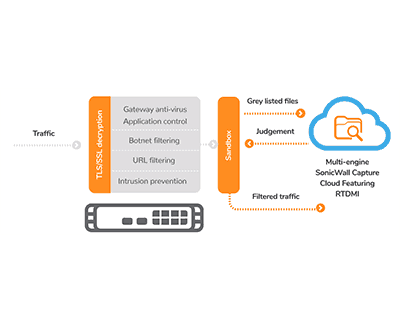 Traffic
TLS/SSL decryption
Gateway anti-virus
Application control
Botnet filtering
URL filtering
Intrusion prevention
Sandbox
Grey listed files
Judgement
Filtered traffic
Multi-engine
SonicWall Capture
Cloud Featuring
RTDMI